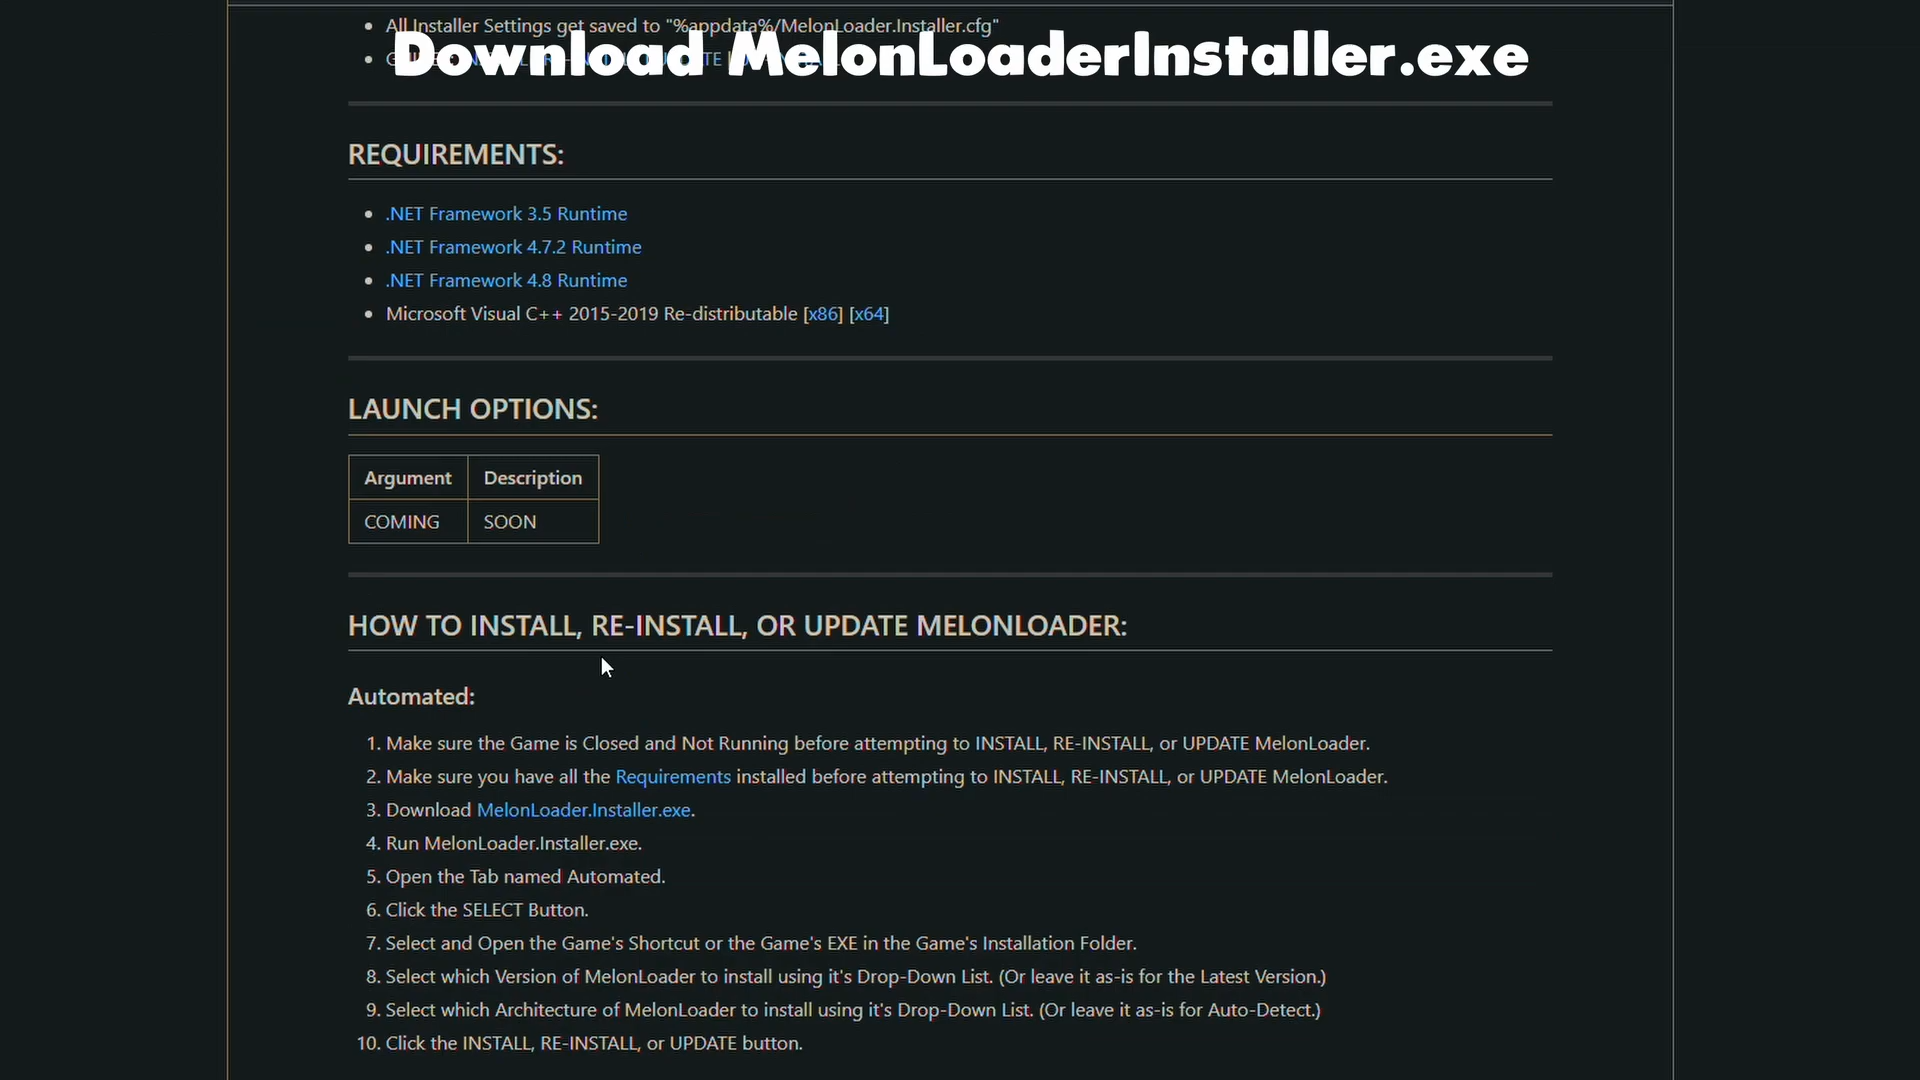 • All Installer Settings get saved to "%appdata%/MelonLoader.Installer.cfg"
Download MelonLoaderInstaller.exe
REQUIREMENTS:
• .NET Framework 3.5 Runtime
• .NET Framework 4.7.2 Runtime
• .NET Framework 4.8 Runtime
• Microsoft Visual C++ 2015-2019 Re-distributable [x86] [x64]
LAUNCH OPTIONS:
Argument Description
COMING SOON
HOW TO INSTALL, RE-INSTALL, OR UPDATE MELONLOADER:
Automated:
1. Make sure the Game is Closed and Not Running before attempting to INSTALL, RE-INSTALL, or UPDATE MelonLoader.
2. Make sure you have all the Requirements installed before attempting to INSTALL, RE-INSTALL, or UPDATE MelonLoader.
3. Download MelonLoader.Installer.exe.
4. Run MelonLoader.Installer.exe.
5. Open the Tab named Automated.
6. Click the SELECT Button.
7. Select and Open the Game's Shortcut or the Game's EXE in the Game's Installation Folder.
8. Select which Version of MelonLoader to install using it's Drop-Down List. (Or leave it as-is for the Latest Version.)
9. Select which Architecture of MelonLoader to install using it's Drop-Down List. (Or leave it as-is for Auto-Detect.)
10. Click the INSTALL, RE-INSTALL, or UPDATE button.